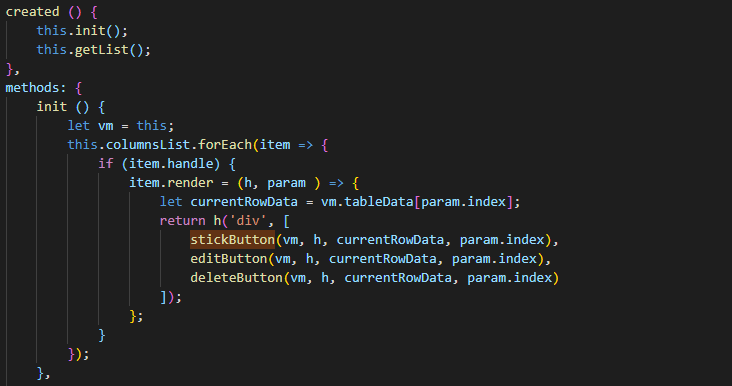 created () {
    this.init();
    this.getList();
},
methods: {
    init () {
        let vm = this;
        this.columnsList.forEach(item => {
            if (item.handle) {
                item.render = (h, param ) => {
                    let currentRowData = vm.tableData[param.index];
                    return h('div', [
                        stickButton(vm, h, currentRowData, param.index),
                        editButton(vm, h, currentRowData, param.index),
                        deleteButton(vm, h, currentRowData, param.index)
                    ]);
                };
            }
        });
    },